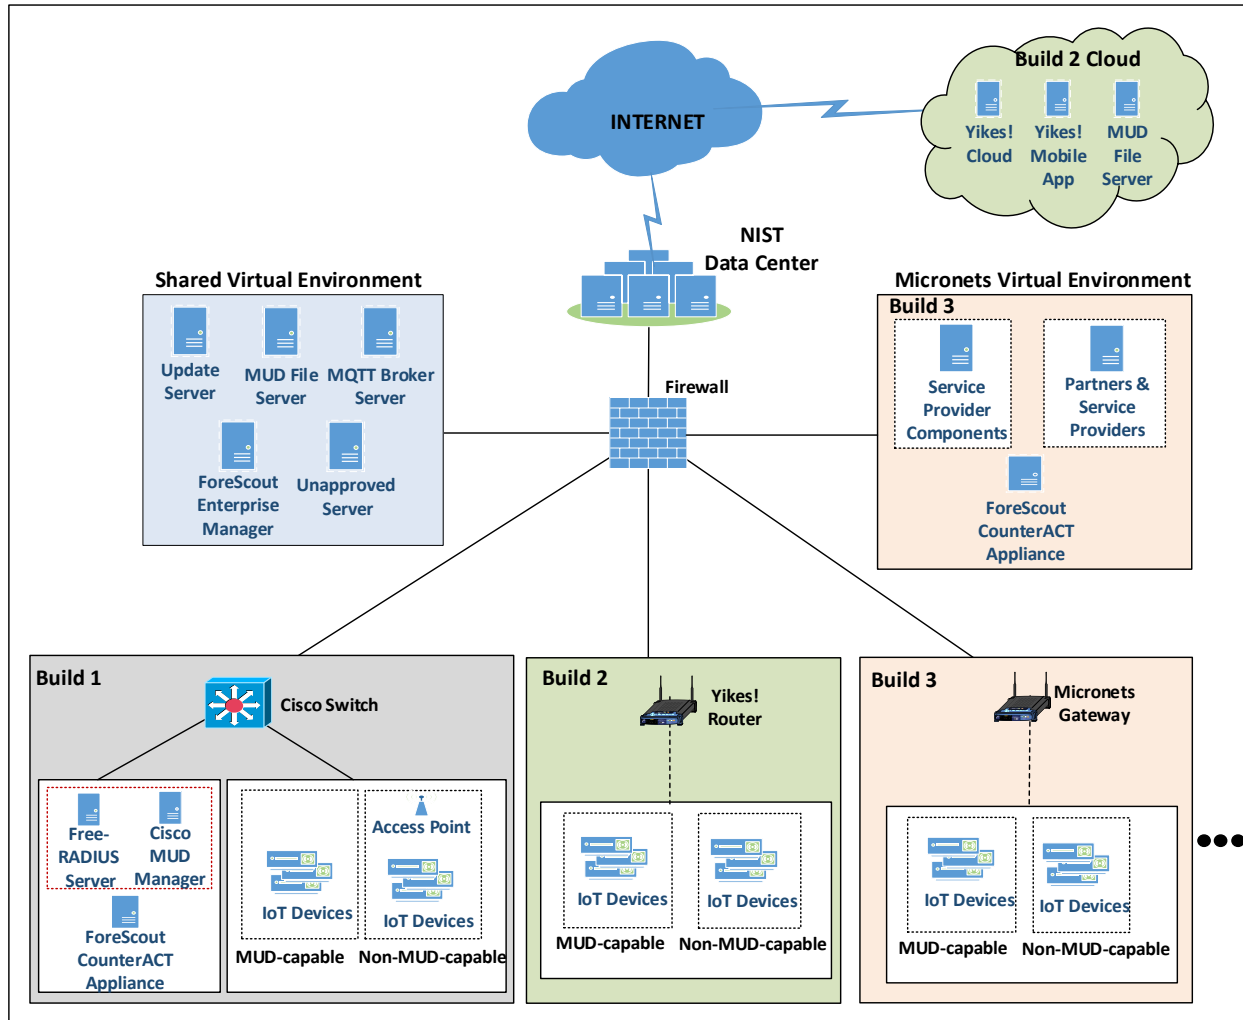 Build 2 Cloud
INTERNET
Yikes!
Cloud
Yikes!
Mobile
App
MUD
File
Server
NIST
Data Center
Shared Virtual Environment
Update
Server
MUD File
Server
MQTT Broker
Server
ForeScout
Enterprise
Manager
Unapproved
Server
Firewall
Micronets Virtual Environment
Build 3
Service
Provider
Components
Partners &
Service
Providers
ForeScout
CounterACT
Appliance
Build 1
Cisco Switch
Free-
RADIUS
Server
Cisco
MUD
Manager
ForeScout
CounterACT
Appliance
IoT Devices
MUD-capable
Access Point
IoT Devices
Non-MUD-capable
Build 2
Yikes!
Router
IoT Devices
MUD-capable
IoT Devices
Non-MUD-capable
Build 3
Micronets
Gateway
IoT Devices
MUD-capable
IoT Devices
Non-MUD-capable